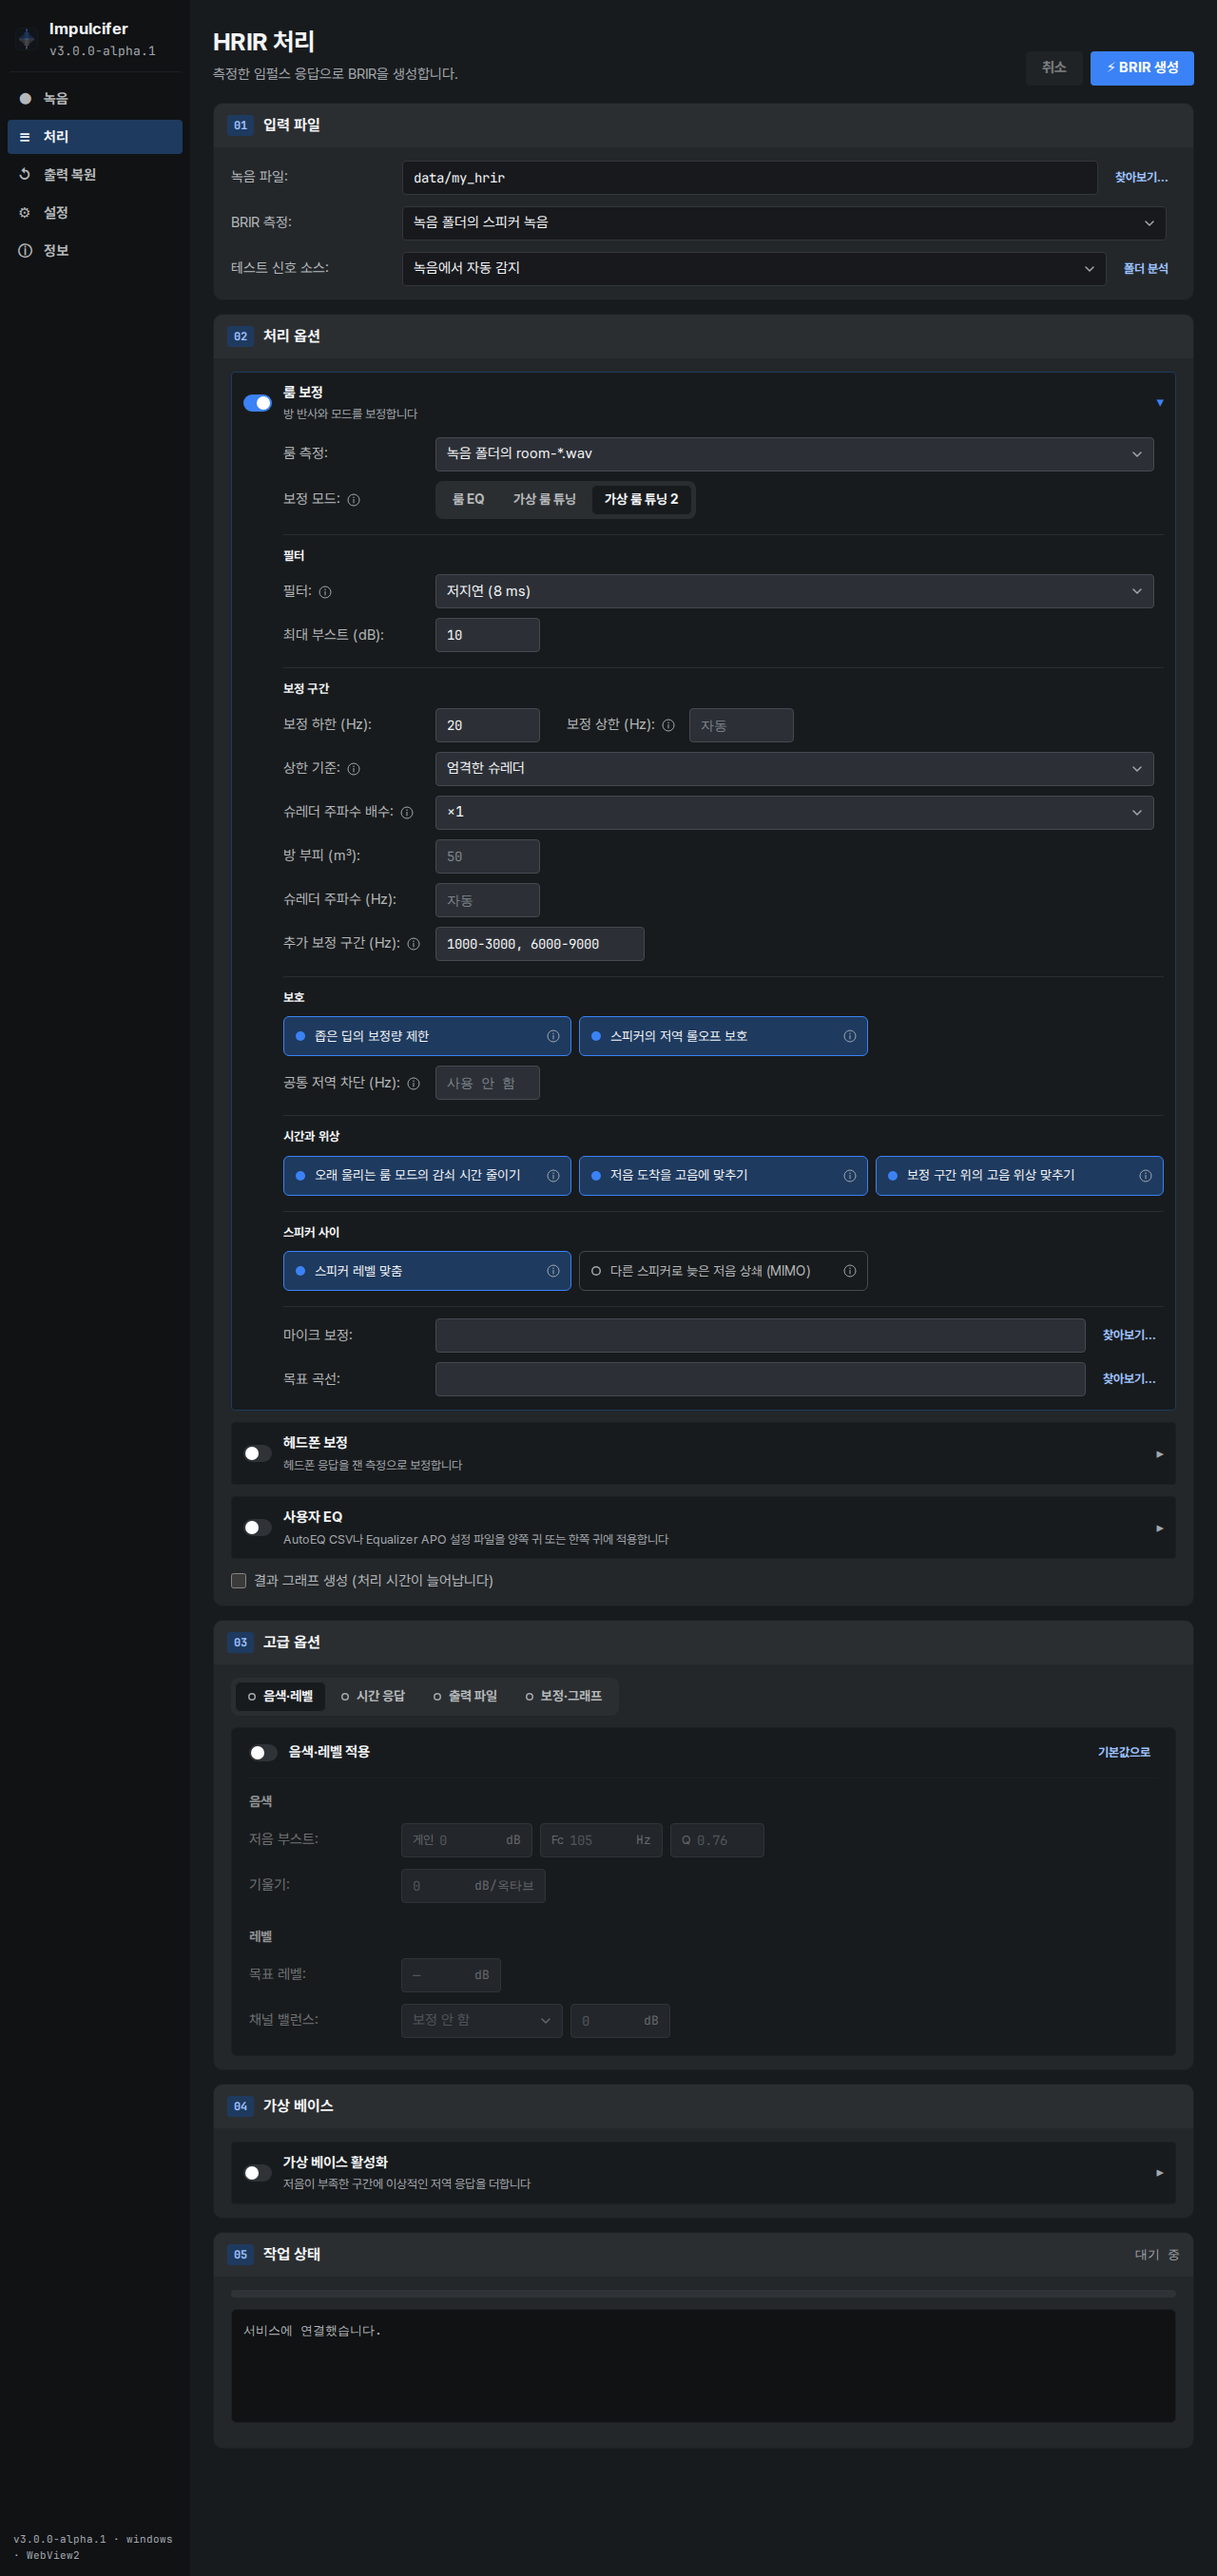 Impulcifer
v3.0.0-alpha.1
녹음
처리
출력 복원
설정
정보
HRIR 처리
측정한 임펄스 응답으로 BRIR을 생성합니다.
취소
⚡ BRIR 생성
01 입력 파일
녹음 파일: data/my_hrir 찾아보기...
BRIR 측정: 녹음 폴더의 스피커 녹음
테스트 신호 소스: 녹음에서 자동 감지 폴더 분석
02 처리 옵션
룸 보정
방 반사와 모드를 보정합니다
룸 측정: 녹음 폴더의 room-*.wav
보정 모드: 룸 EQ 가상 룸 튜닝 가상 룸 튜닝 2
필터
필터: 저지연 (8 ms)
최대 부스트 (dB): 10
보정 구간
보정 하한 (Hz): 20 보정 상한 (Hz): 자동
상한 기준: 엄격한 슈레더
슈레더 주파수 배수: ×1
방 부피 (m³): 50
슈레더 주파수 (Hz): 자동
추가 보정 구간 (Hz): 1000-3000, 6000-9000
보호
좁은 딥의 보정량 제한 스피커의 저역 롤오프 보호
공통 저역 차단 (Hz): 사용 안 함
시간과 위상
오래 울리는 룸 모드의 감쇠 시간 줄이기 저음 도착을 고음에 맞추기 보정 구간 위의 고음 위상 맞추기
스피커 사이
스피커 레벨 맞춤 다른 스피커로 늦은 저음 상쇄 (MIMO)
마이크 보정: 찾아보기...
목표 곡선: 찾아보기...
헤드폰 보정
헤드폰 응답을 잰 측정으로 보정합니다
사용자 EQ
AutoEQ CSV나 Equalizer APO 설정 파일을 양쪽 귀 또는 한쪽 귀에 적용합니다
결과 그래프 생성 (처리 시간이 늘어납니다)
03 고급 옵션
음색·레벨 시간 응답 출력 파일 보정·그래프
음색·레벨 적용 기본값으로
음색
저음 부스트: 게인 0 dB Fc 105 Hz Q 0.76
기울기: 0 dB/옥타브
레벨
목표 레벨: — dB
채널 밸런스: 보정 안 함 0 dB
04 가상 베이스
가상 베이스 활성화
저음이 부족한 구간에 이상적인 저역 응답을 더합니다
05 작업 상태 대기 중
서비스에 연결했습니다.
v3.0.0-alpha.1 · windows
· WebView2